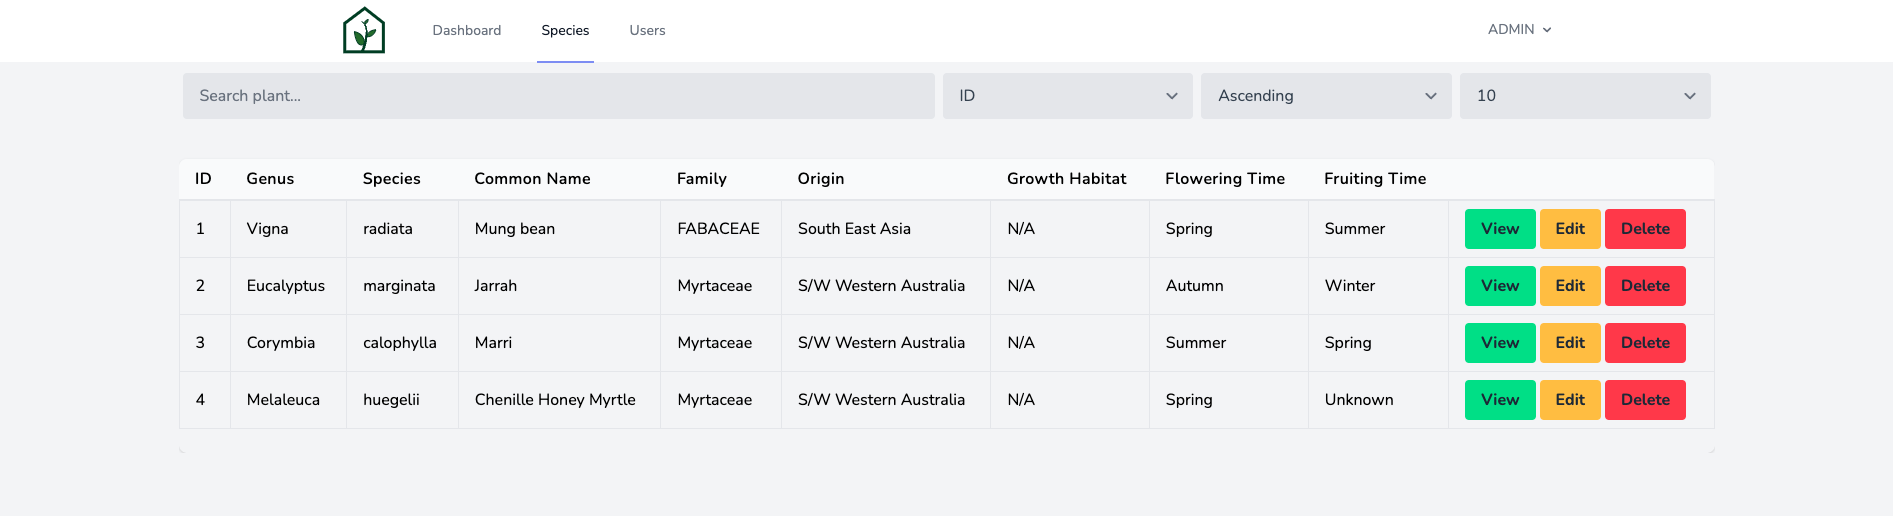 Dashboard Species Users ADMIN
Search plant... ID Ascending 10
ID Genus Species Common Name Family Origin Growth Habitat Flowering Time Fruiting Time
1 Vigna radiata Mung bean FABACEAE South East Asia N/A Spring Summer View Edit Delete
2 Eucalyptus marginata Jarrah Myrtaceae S/W Western Australia N/A Autumn Winter View Edit Delete
3 Corymbia calophylla Marri Myrtaceae S/W Western Australia N/A Summer Spring View Edit Delete
4 Melaleuca huegelii Chenille Honey Myrtle Myrtaceae S/W Western Australia N/A Spring Unknown View Edit Delete